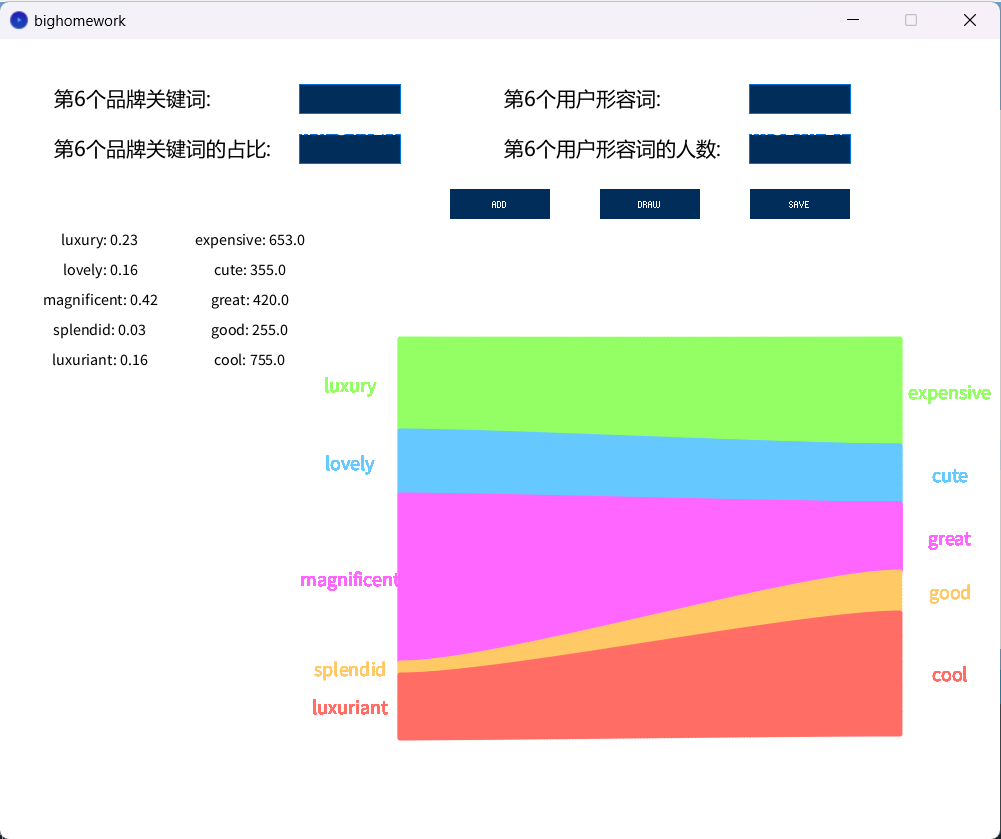 bighomework
第6个品牌关键词:
第6个用户形容词:
第6个品牌关键词的占比:
第6个用户形容词的人数:
ADD
DRAW
SAVE
luxury: 0.23
expensive: 653.0
lovely: 0.16
cute: 355.0
magnificent: 0.42
great: 420.0
splendid: 0.03
good: 255.0
luxuriant: 0.16
cool: 755.0
luxury
expensive
lovely
cute
great
magnificent
good
splendid
cool
luxuriant